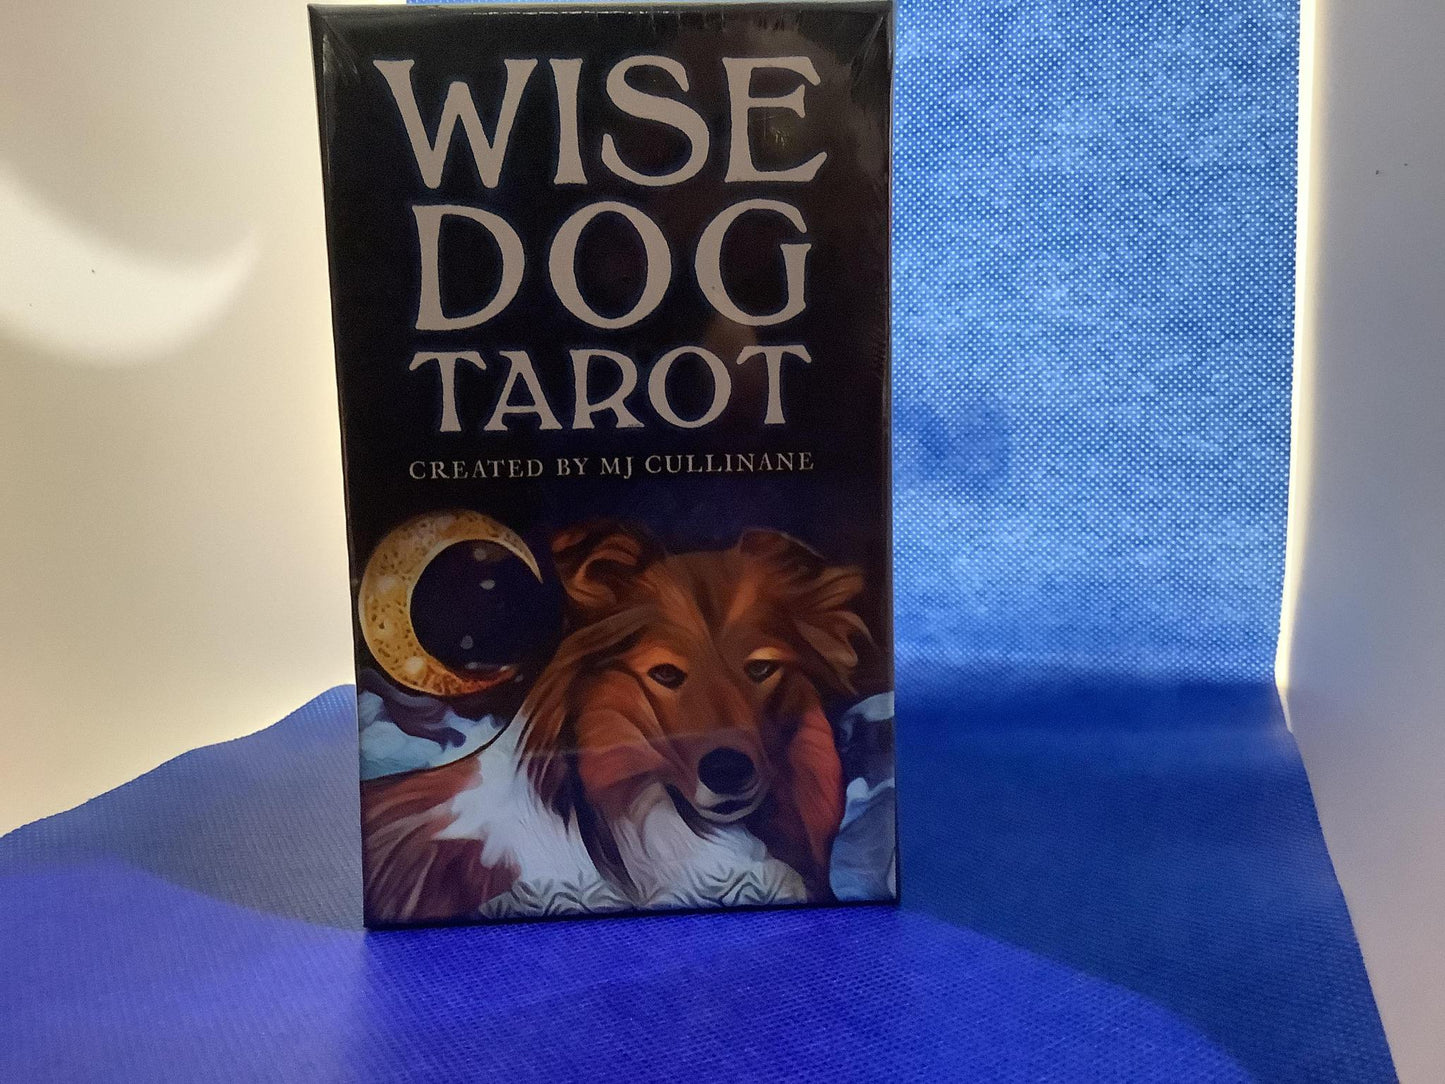 WISE
DOG
TAROT
CREATED BY MJ CULLINANE